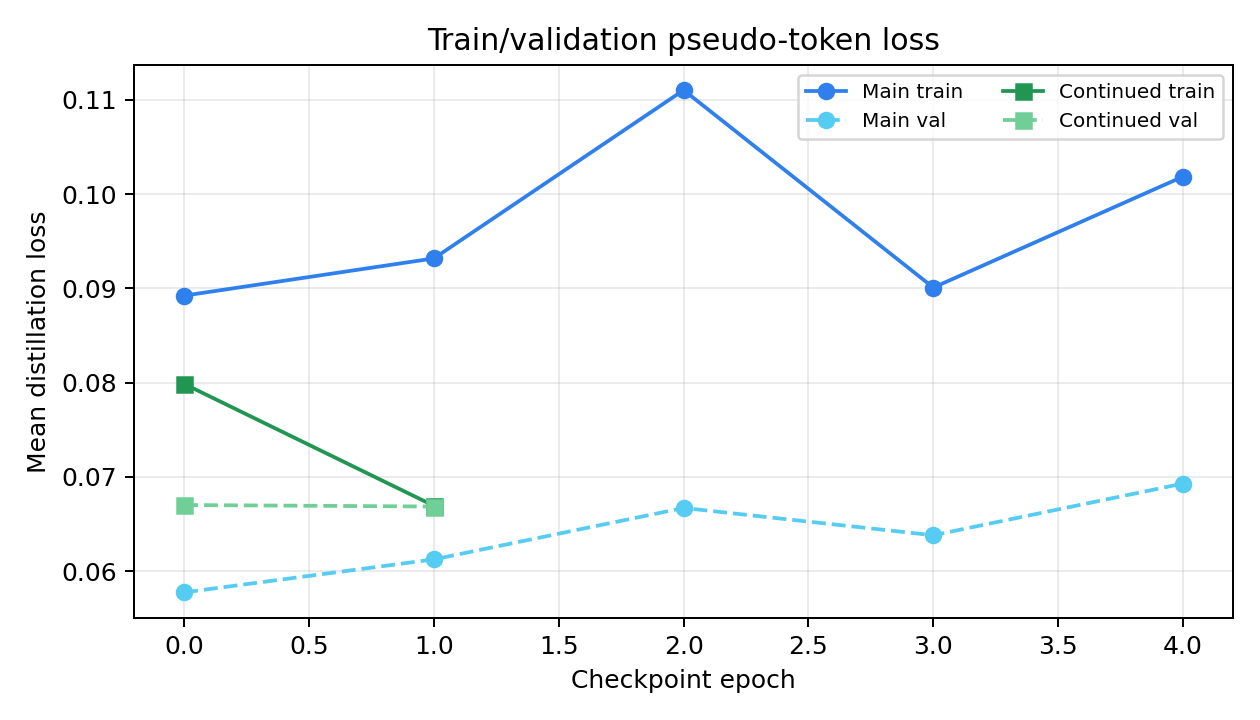 Train/validation pseudo-token loss
Main train
Main val
Continued train
Continued val
Mean distillation loss
0.11
0.10
0.09
0.08
0.07
0.06
0.0 0.5 1.0 1.5 2.0 2.5 3.0 3.5 4.0
Checkpoint epoch